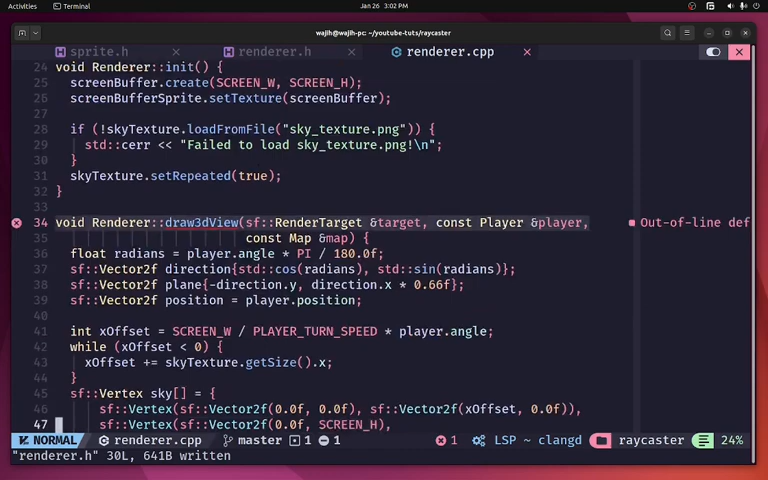 Activities Terminal Jan 26 3:02 PM
wajih@wajih-pc: ~/youtube-tuts/raycaster
sprite.h renderer.h renderer.cpp
24 void Renderer::init() {
25 screenBuffer.create(SCREEN_W, SCREEN_H);
26 screenBufferSprite.setTexture(screenBuffer);
27
28 if (!skyTexture.loadFromFile("sky_texture.png")) {
29 std::cerr << "Failed to load sky_texture.png!\n";
30 }
31 skyTexture.setRepeated(true);
32 }
33
34 void Renderer::draw3dView(sf::RenderTarget &target, const Player &player, Out-of-line def
35 const Map &map) {
36 float radians = player.angle * PI / 180.0f;
37 sf::Vector2f direction{std::cos(radians), std::sin(radians)};
38 sf::Vector2f plane{-direction.y, direction.x * 0.66f};
39 sf::Vector2f position = player.position;
40
41 int xOffset = SCREEN_W / PLAYER_TURN_SPEED * player.angle;
42 while (xOffset < 0) {
43 xOffset += skyTexture.getSize().x;
44 }
45 sf::Vertex sky[] = {
46 sf::Vertex(sf::Vector2f(0.0f, 0.0f), sf::Vector2f(xOffset, 0.0f)),
47 sf::Vertex(sf::Vector2f(0.0f, SCREEN_H),
NORMAL renderer.cpp master 1 1 1 LSP ~ clangd raycaster 24%
"renderer.h" 30L, 641B written